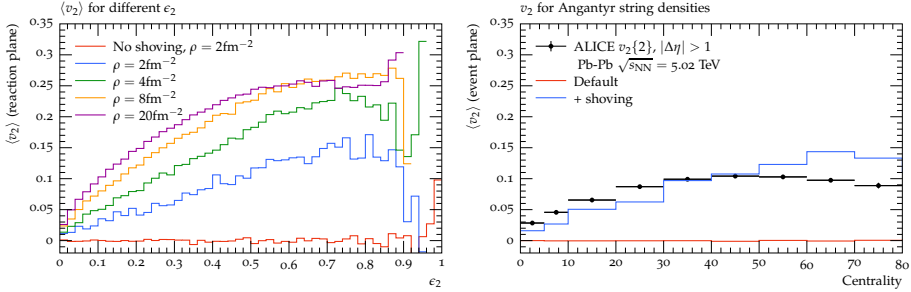 ⟨v₂⟩ for different ϵ₂
⟨v₂⟩ (reaction plane)
0.35
0.3
0.25
0.2
0.15
0.1
0.05
0
No shoving, ρ = 2fm⁻²
ρ = 2fm⁻²
ρ = 4fm⁻²
ρ = 8fm⁻²
ρ = 20fm⁻²
0 0.1 0.2 0.3 0.4 0.5 0.6 0.7 0.8 0.9 1
ϵ₂
v₂ for Angantyr string densities
⟨v₂⟩ (event plane)
0.35
0.3
0.25
0.2
0.15
0.1
0.05
0
ALICE v₂{2}, |Δη| > 1
Pb-Pb √sNN = 5.02 TeV
Default
+ shoving
0 10 20 30 40 50 60 70 80
Centrality